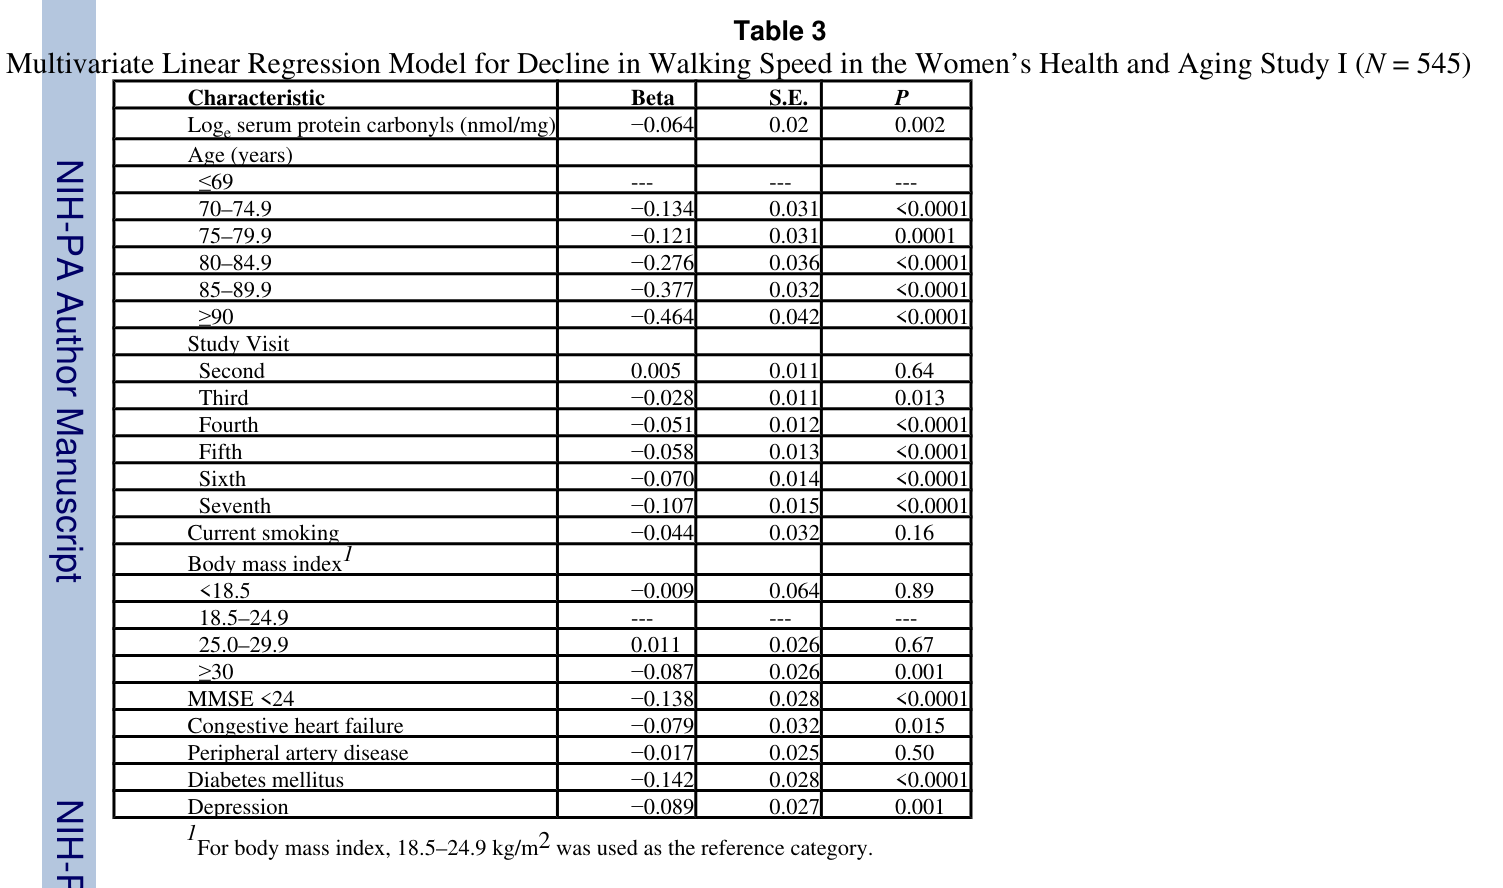 Table 3
Multivariate Linear Regression Model for Decline in Walking Speed in the Women’s Health and Aging Study I (N = 545)
Characteristic Beta S.E. P
Logₑ serum protein carbonyls (nmol/mg) −0.064 0.02 0.002
Age (years)
≤69 --- --- ---
70–74.9 −0.134 0.031 <0.0001
75–79.9 −0.121 0.031 0.0001
80–84.9 −0.276 0.036 <0.0001
85–89.9 −0.377 0.032 <0.0001
≥90 −0.464 0.042 <0.0001
Study Visit
Second 0.005 0.011 0.64
Third −0.028 0.011 0.013
Fourth −0.051 0.012 <0.0001
Fifth −0.058 0.013 <0.0001
Sixth −0.070 0.014 <0.0001
Seventh −0.107 0.015 <0.0001
Current smoking −0.044 0.032 0.16
Body mass index¹
<18.5 −0.009 0.064 0.89
18.5–24.9 --- --- ---
25.0–29.9 0.011 0.026 0.67
≥30 −0.087 0.026 0.001
MMSE <24 −0.138 0.028 <0.0001
Congestive heart failure −0.079 0.032 0.015
Peripheral artery disease −0.017 0.025 0.50
Diabetes mellitus −0.142 0.028 <0.0001
Depression −0.089 0.027 0.001
¹For body mass index, 18.5–24.9 kg/m² was used as the reference category.
NIH-PA Author Manuscript
NIH-P